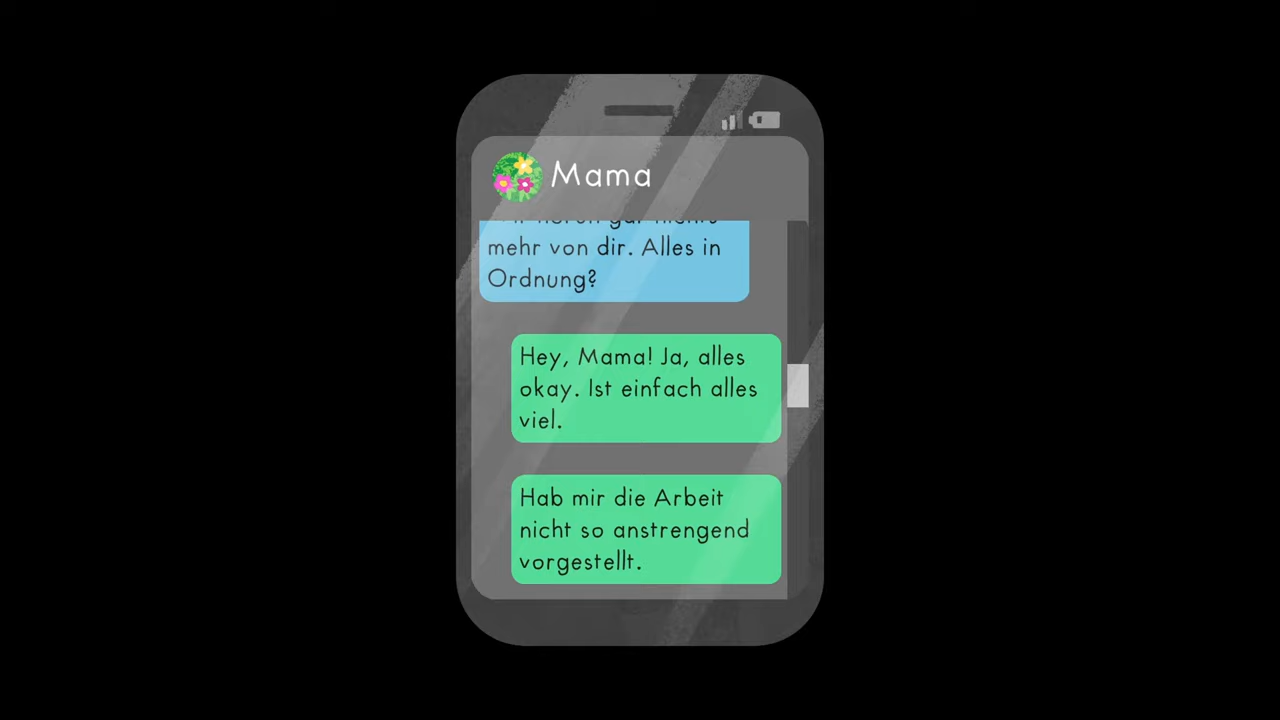 Mama
mehr von dir. Alles in
Ordnung?
Hey, Mama! Ja, alles
okay. Ist einfach alles
viel.
Hab mir die Arbeit
nicht so anstrengend
vorgestellt.